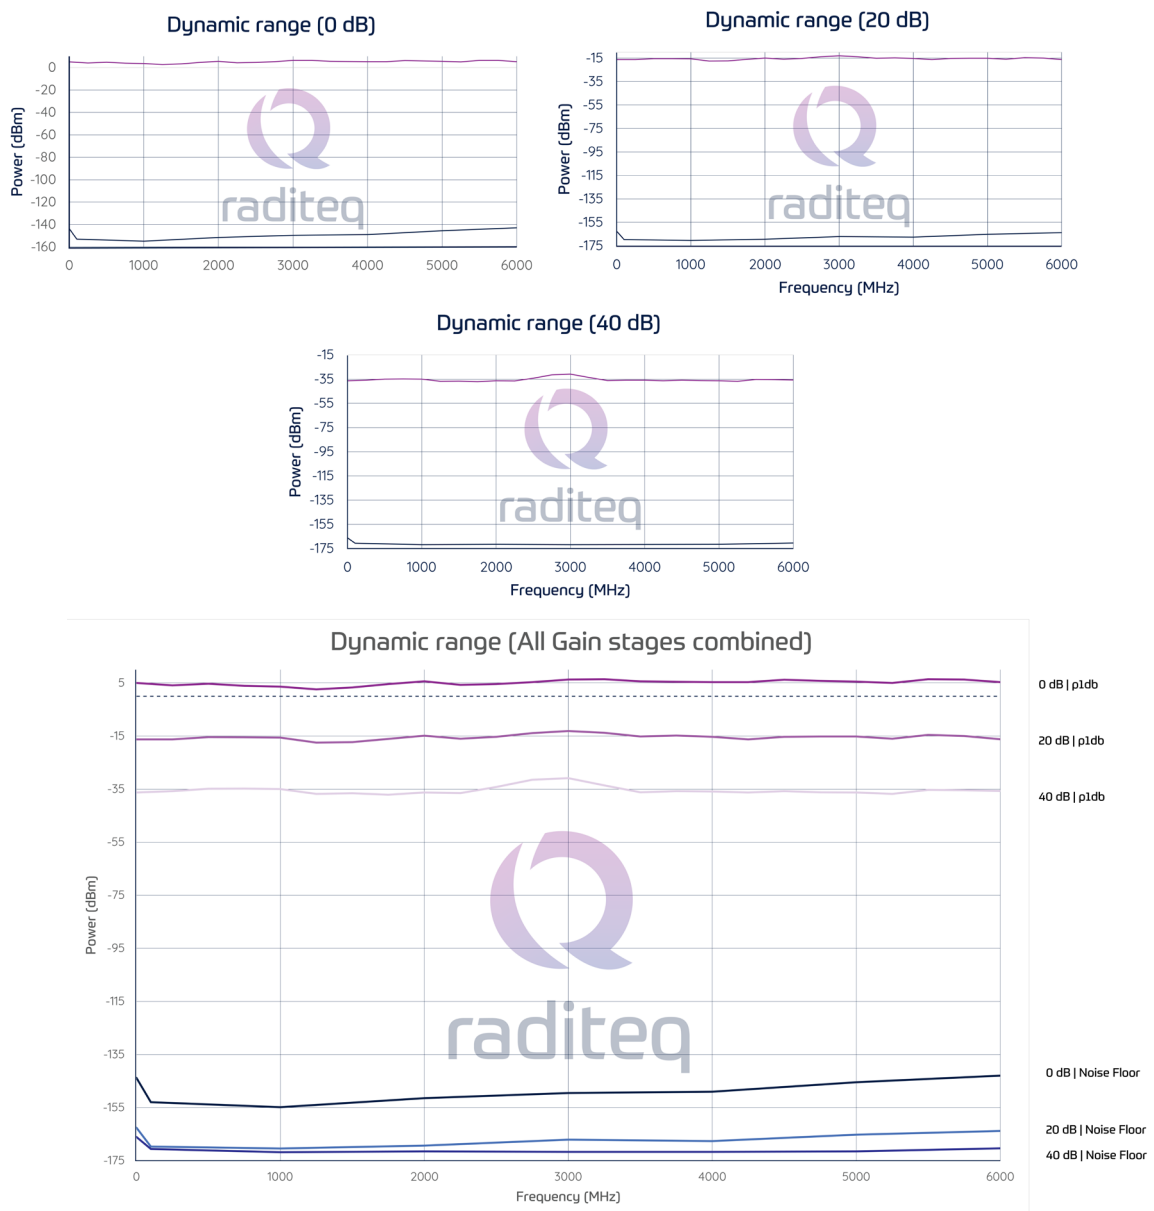 Dynamic range (0 dB)
Power (dBm)
0
-20
-40
-60
-80
-100
-120
-140
-160
0 1000 2000 3000 4000 5000 6000
raditeq
Dynamic range (20 dB)
Power (dBm)
-15
-35
-55
-75
-95
-115
-135
-155
-175
0 1000 2000 3000 4000 5000 6000
Frequency (MHz)
raditeq
Dynamic range (40 dB)
Power (dBm)
-15
-35
-55
-75
-95
-115
-135
-155
-175
0 1000 2000 3000 4000 5000 6000
Frequency (MHz)
raditeq
Dynamic range (All Gain stages combined)
Power (dBm)
5
-15
-35
-55
-75
-95
-115
-135
-155
-175
0 1000 2000 3000 4000 5000 6000
Frequency (MHz)
raditeq
0 dB | ρ1db
20 dB | ρ1db
40 dB | ρ1db
0 dB | Noise Floor
20 dB | Noise Floor
40 dB | Noise Floor